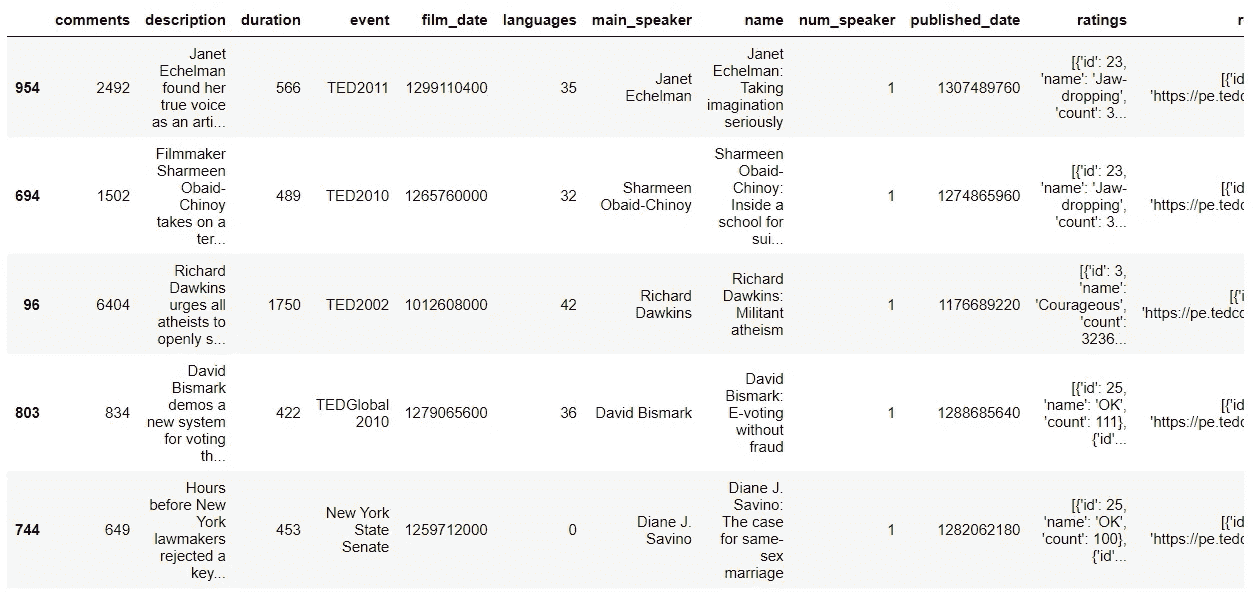 comments description duration event film_date languages main_speaker name num_speaker published_date ratings r
954 2492 Janet Echelman found her true voice as an arti... 566 TED2011 1299110400 35 Janet Echelman Janet Echelman: Taking imagination seriously 1 1307489760 [{'id': 23, 'name': 'Jaw-dropping', 'count': 3... [{'id 'https://pe.tedc
694 1502 Filmmaker Sharmeen Obaid-Chinoy takes on a ter... 489 TED2010 1265760000 32 Sharmeen Obaid-Chinoy Sharmeen Obaid-Chinoy: Inside a school for sui... 1 1274865960 [{'id': 23, 'name': 'Jaw-dropping', 'count': 3... [{'id 'https://pe.tedc
96 6404 Richard Dawkins urges all atheists to openly s... 1750 TED2002 1012608000 42 Richard Dawkins Richard Dawkins: Militant atheism 1 1176689220 [{'id': 3, 'name': 'Courageous', 'count': 3236... [{'i 'https://pe.tedcc
803 834 David Bismark demos a new system for voting th... 422 TEDGlobal 2010 1279065600 36 David Bismark David Bismark: E-voting without fraud 1 1288685640 [{'id': 25, 'name': 'OK', 'count': 111}, {'id'... [{'id 'https://pe.tedc
744 649 Hours before New York lawmakers rejected a key... 453 New York State Senate 1259712000 0 Diane J. Savino Diane J. Savino: The case for same-sex marriage 1 1282062180 [{'id': 25, 'name': 'OK', 'count': 100}, {'id'... [{'id 'https://pe.tedc